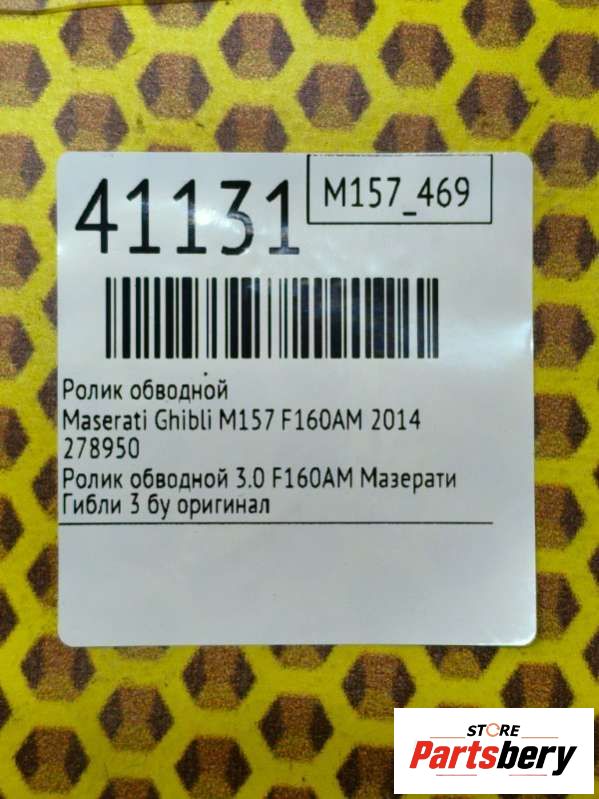 41131
M157_469
Ролик обводной
Maserati Ghibli M157 F160AM 2014
278950
Ролик обводной 3.0 F160AM Мазерати
Гибли 3 бу оригинал
STORE
Partsbery